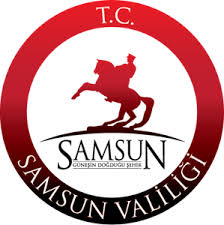 T.C.
SAMSUN
GÜNEŞİN DOĞDUĞU ŞEHİR
SAMSUN VALİLİĞİ